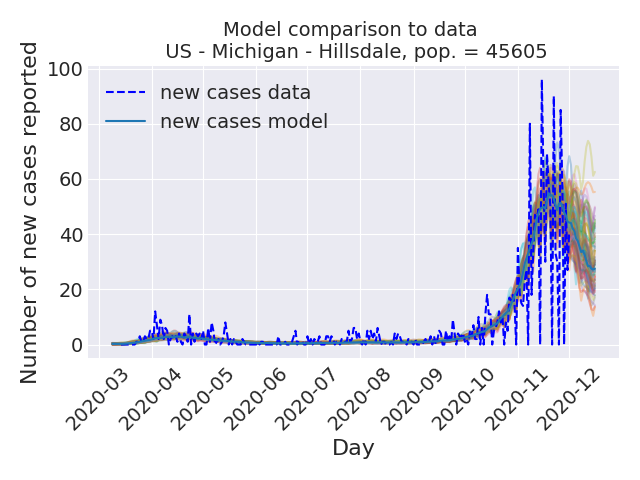 Model comparison to data
US - Michigan - Hillsdale, pop. = 45605
Number of new cases reported
100
80
60
40
20
0
new cases data
new cases model
2020-03
2020-04
2020-05
2020-06
2020-07
2020-08
2020-09
2020-10
2020-11
2020-12
Day